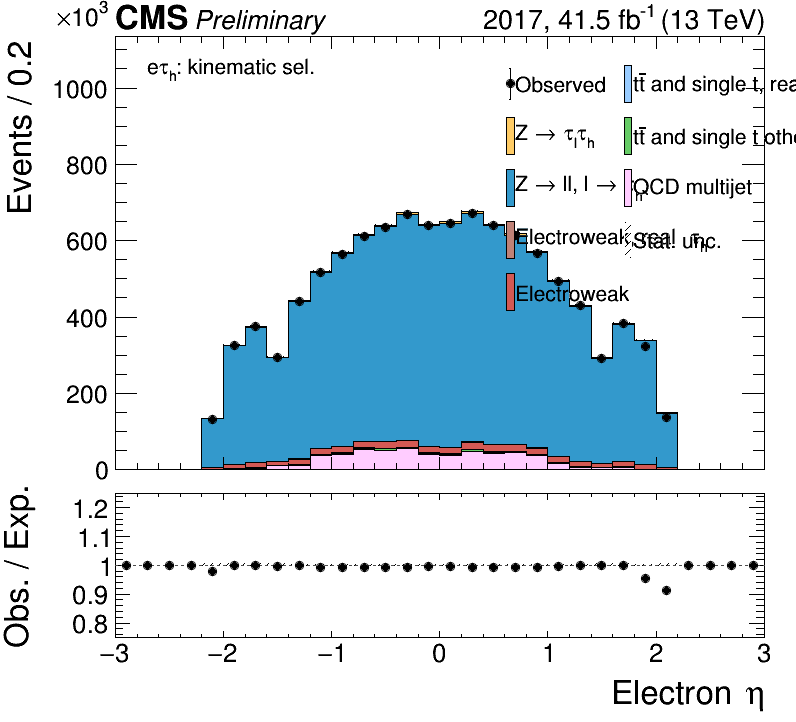 ×10³ CMS Preliminary 2017, 41.5 fb⁻¹ (13 TeV)
eτₕ: kinematic sel.
Observed
tt̄ and single t, rea
Z → τₗτₕ
tt̄ and single t othe
Z → ll, l → τₕ
QCD multijet
Electroweak, real τₕ
Stat. unc.
Electroweak
Events / 0.2
1000
800
600
400
200
0
Obs. / Exp.
1.2
1.1
1
0.9
0.8
−3 −2 −1 0 1 2 3
Electron η